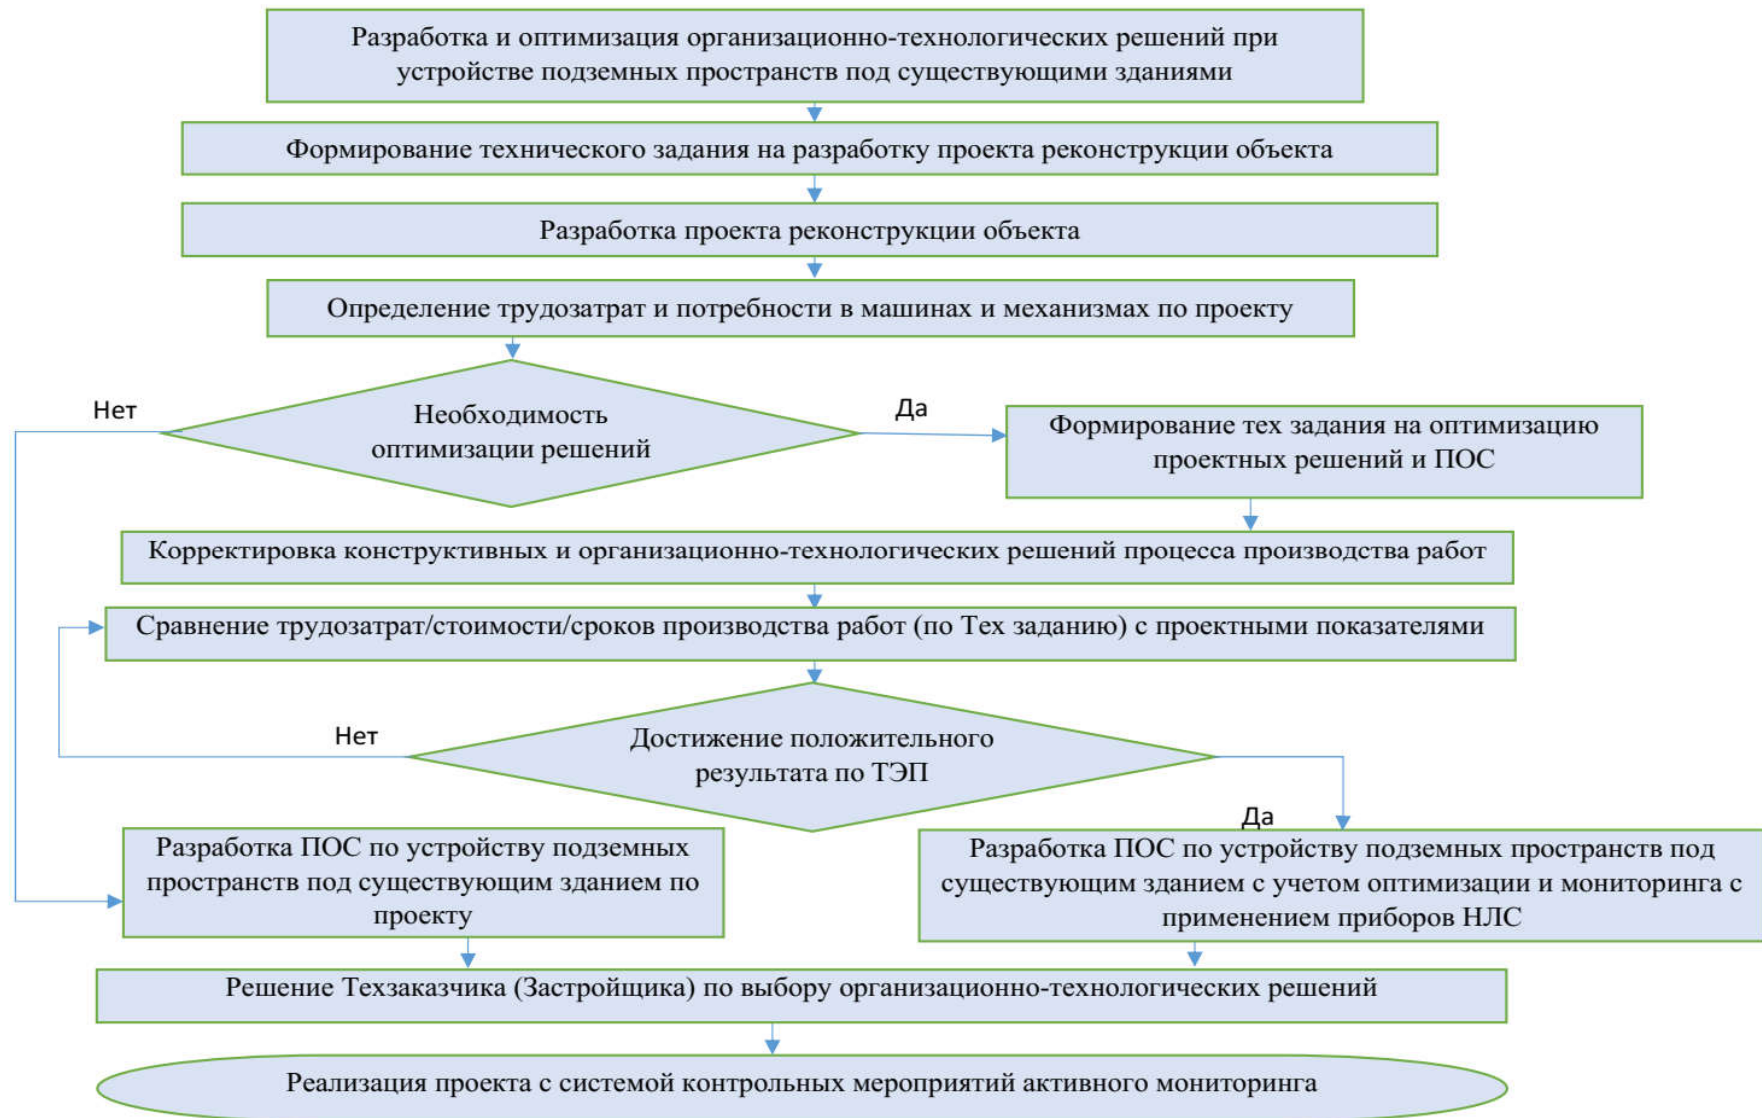 Разработка и оптимизация организационно-технологических решений при
устройстве подземных пространств под существующими зданиями
Формирование технического задания на разработку проекта реконструкции объекта
Разработка проекта реконструкции объекта
Определение трудозатрат и потребности в машинах и механизмах по проекту
Нет
Необходимость
оптимизации решений
Да
Формирование тех задания на оптимизацию
проектных решений и ПОС
Корректировка конструктивных и организационно-технологических решений процесса производства работ
Сравнение трудозатрат/стоимости/сроков производства работ (по Тех заданию) с проектными показателями
Нет
Достижение положительного
результата по ТЭП
Да
Разработка ПОС по устройству подземных
пространств под существующим зданием по
проекту
Разработка ПОС по устройству подземных пространств под
существующим зданием с учетом оптимизации и мониторинга с
применением приборов НЛС
Решение Техзаказчика (Застройщика) по выбору организационно-технологических решений
Реализация проекта с системой контрольных мероприятий активного мониторинга